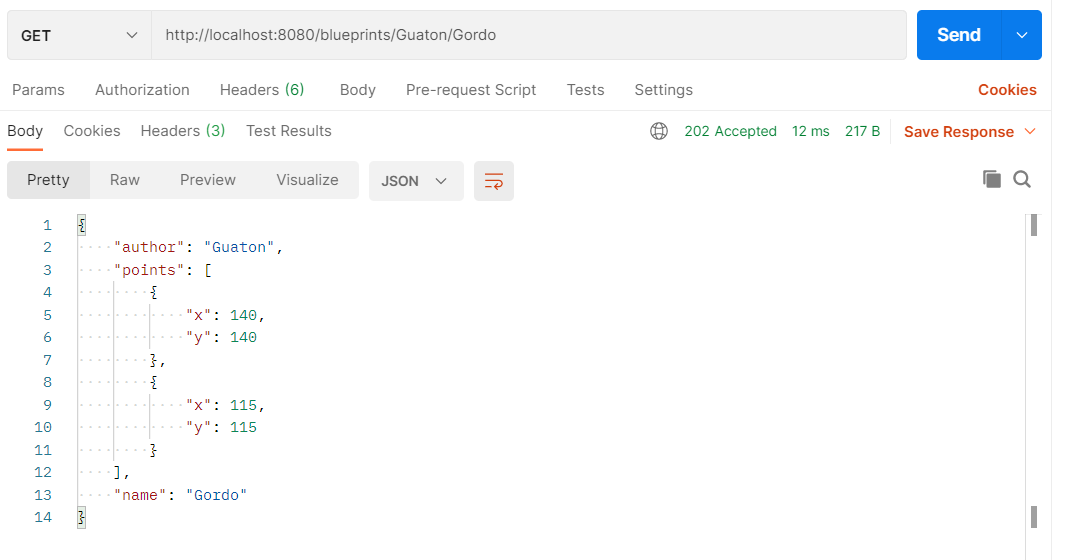 GET http://localhost:8080/blueprints/Guaton/Gordo Send
Params Authorization Headers (6) Body Pre-request Script Tests Settings Cookies
Body Cookies Headers (3) Test Results 202 Accepted 12 ms 217 B Save Response
Pretty Raw Preview Visualize JSON
1 {
2 "author": "Guaton",
3 "points": [
4 {
5 "x": 140,
6 "y": 140
7 },
8 {
9 "x": 115,
10 "y": 115
11 }
12 ],
13 "name": "Gordo"
14 }